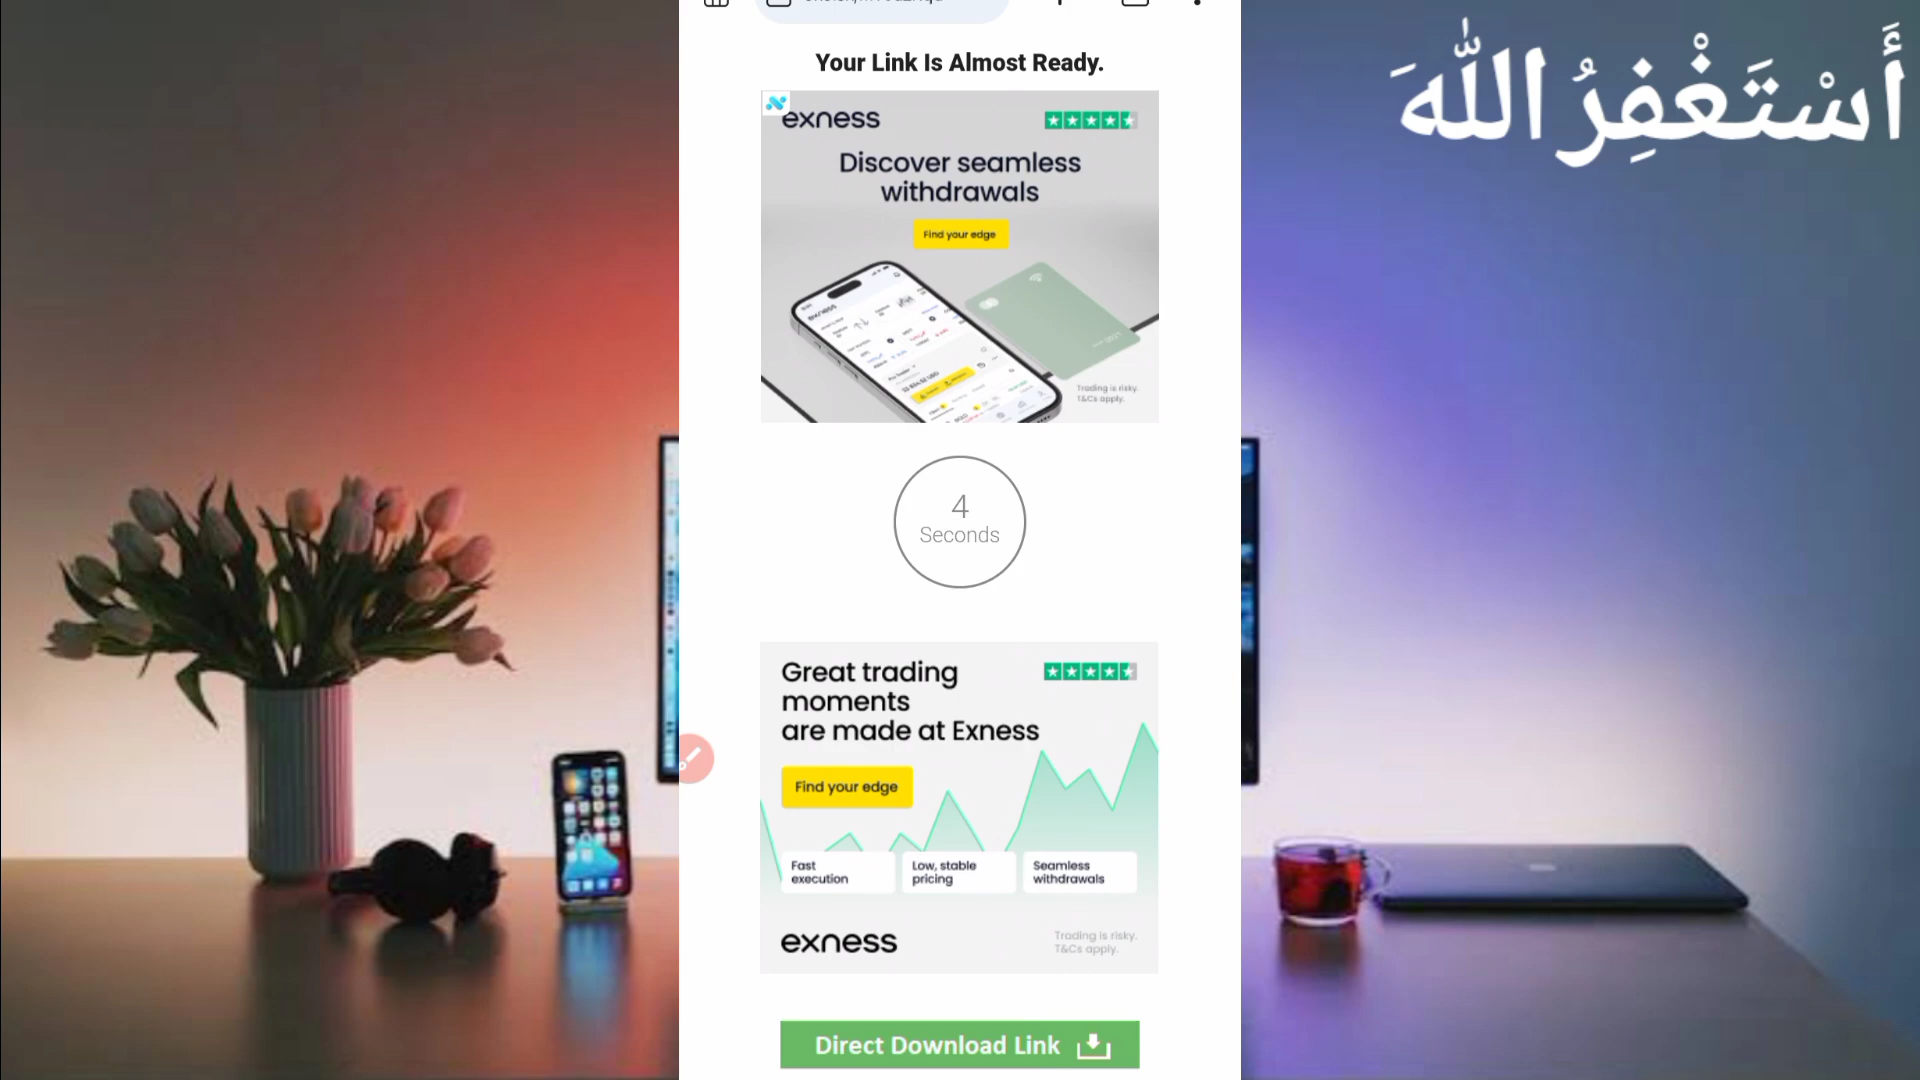 Your Link Is Almost Ready.
exness
Discover seamless
withdrawals
Find your edge
Trading is risky.
T&Cs apply.
4
Seconds
Great trading
moments
are made at Exness
Find your edge
Fast
execution
Low, stable
pricing
Seamless
withdrawals
exness
Trading is risky.
T&Cs apply.
Direct Download Link
أَسْتَغْفِرُ اللّٰهَ